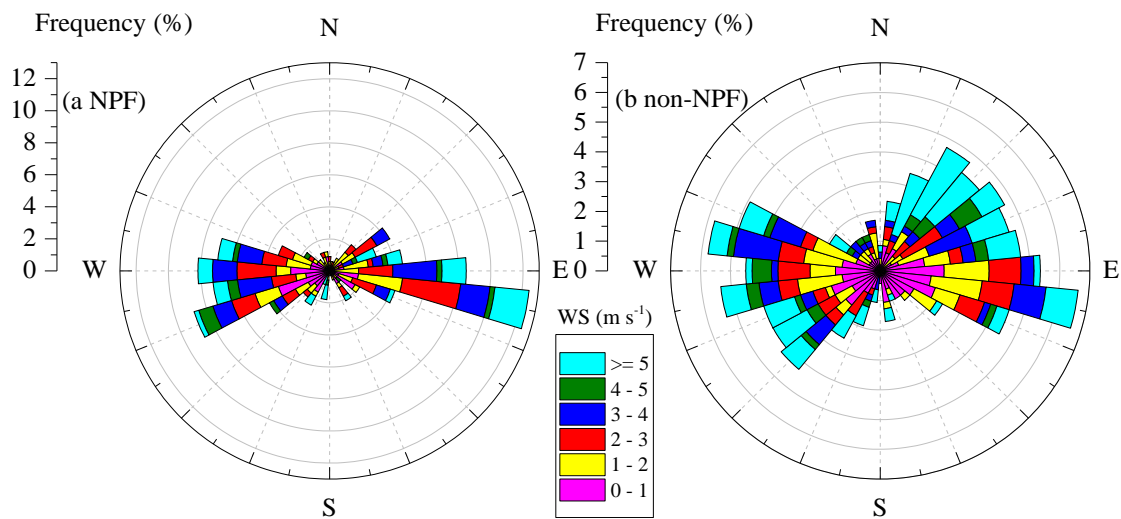 Frequency (%)
N
12
10
8
6
4
2
0
(a NPF)
W
E
S
Frequency (%)
N
7
6
5
4
3
2
1
0
(b non-NPF)
W
E
S
WS (m s⁻¹)
>= 5
4 - 5
3 - 4
2 - 3
1 - 2
0 - 1